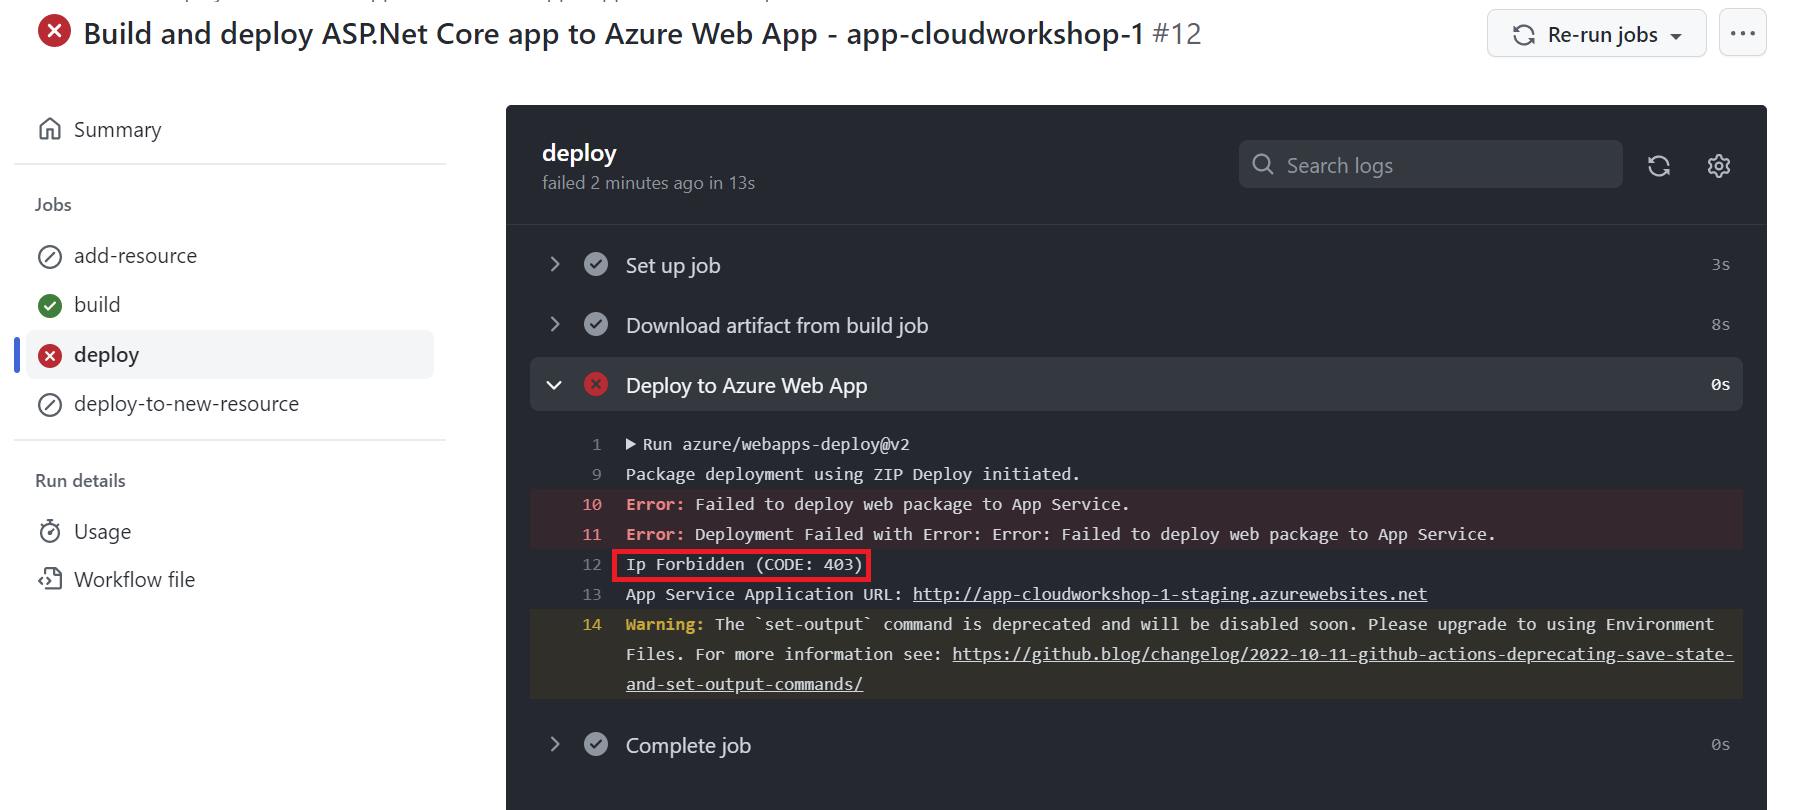 Build and deploy ASP.Net Core app to Azure Web App - app-cloudworkshop-1 #12
Re-run jobs
Summary
Jobs
add-resource
build
deploy
deploy-to-new-resource
Run details
Usage
Workflow file
deploy
failed 2 minutes ago in 13s
Search logs
Set up job 3s
Download artifact from build job 8s
Deploy to Azure Web App 0s
1 Run azure/webapps-deploy@v2
9 Package deployment using ZIP Deploy initiated.
10 Error: Failed to deploy web package to App Service.
11 Error: Deployment Failed with Error: Error: Failed to deploy web package to App Service.
12 Ip Forbidden (CODE: 403)
13 App Service Application URL: http://app-cloudworkshop-1-staging.azurewebsites.net
14 Warning: The `set-output` command is deprecated and will be disabled soon. Please upgrade to using Environment
Files. For more information see: https://github.blog/changelog/2022-10-11-github-actions-deprecating-save-state-
and-set-output-commands/
Complete job 0s